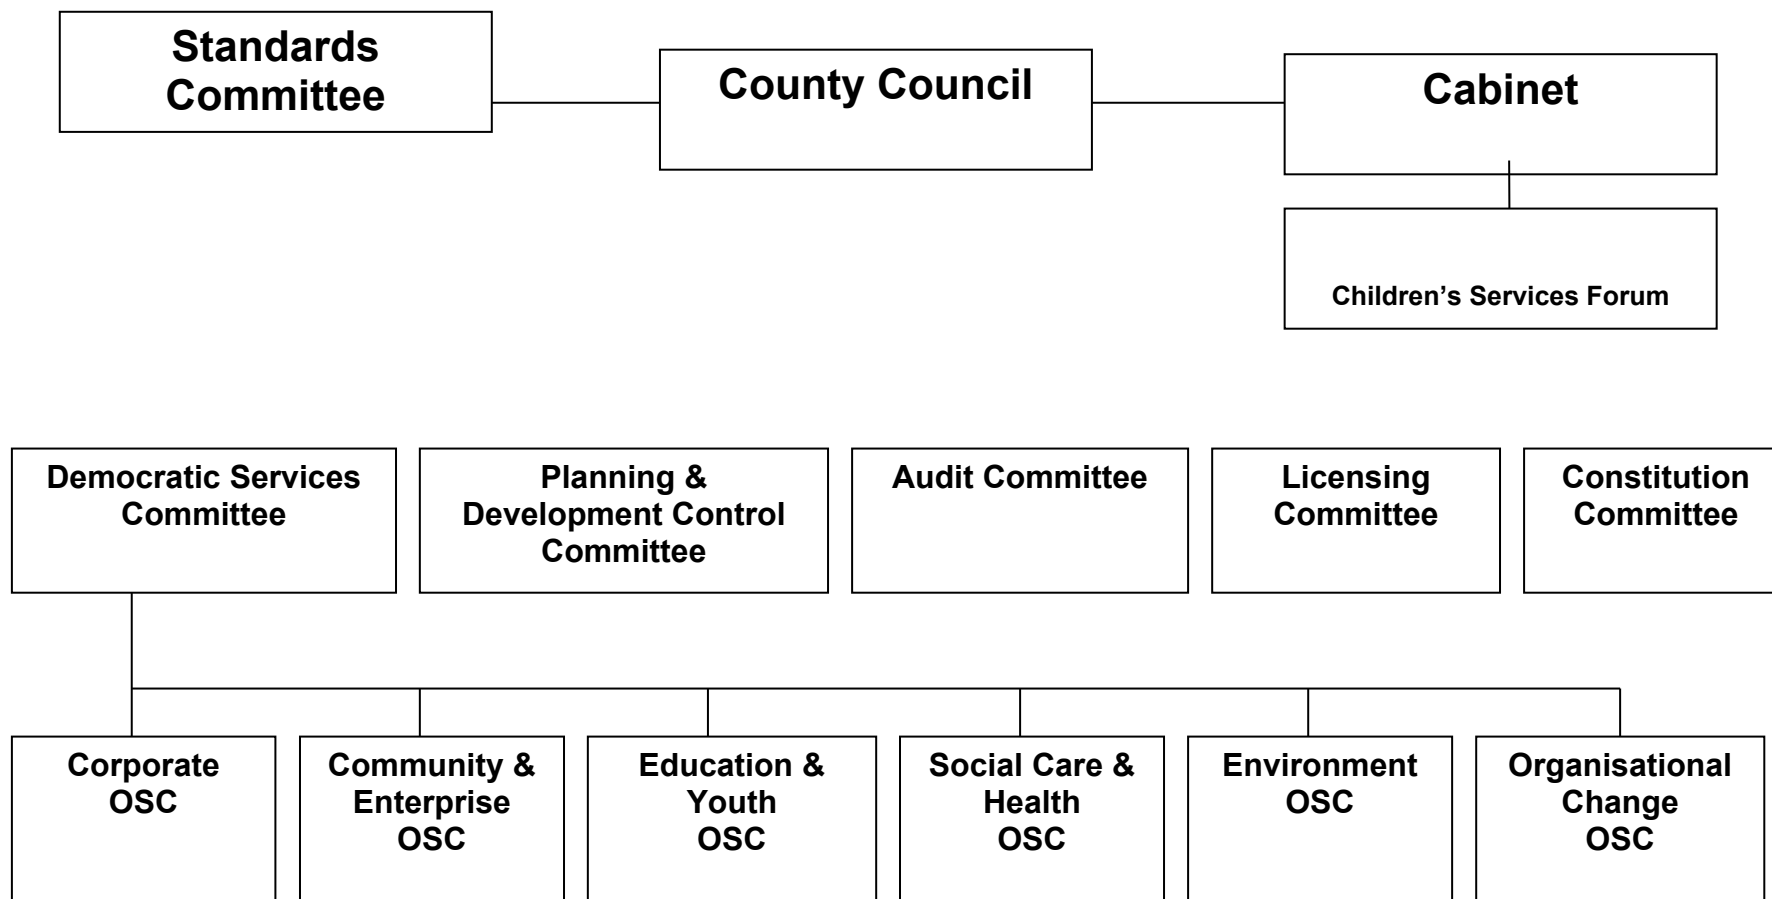 Standards
Committee
County Council
Cabinet
Children’s Services Forum
Democratic Services
Committee
Planning &
Development Control
Committee
Audit Committee
Licensing
Committee
Constitution
Committee
Corporate
OSC
Community &
Enterprise
OSC
Education &
Youth
OSC
Social Care &
Health
OSC
Environment
OSC
Organisational
Change
OSC